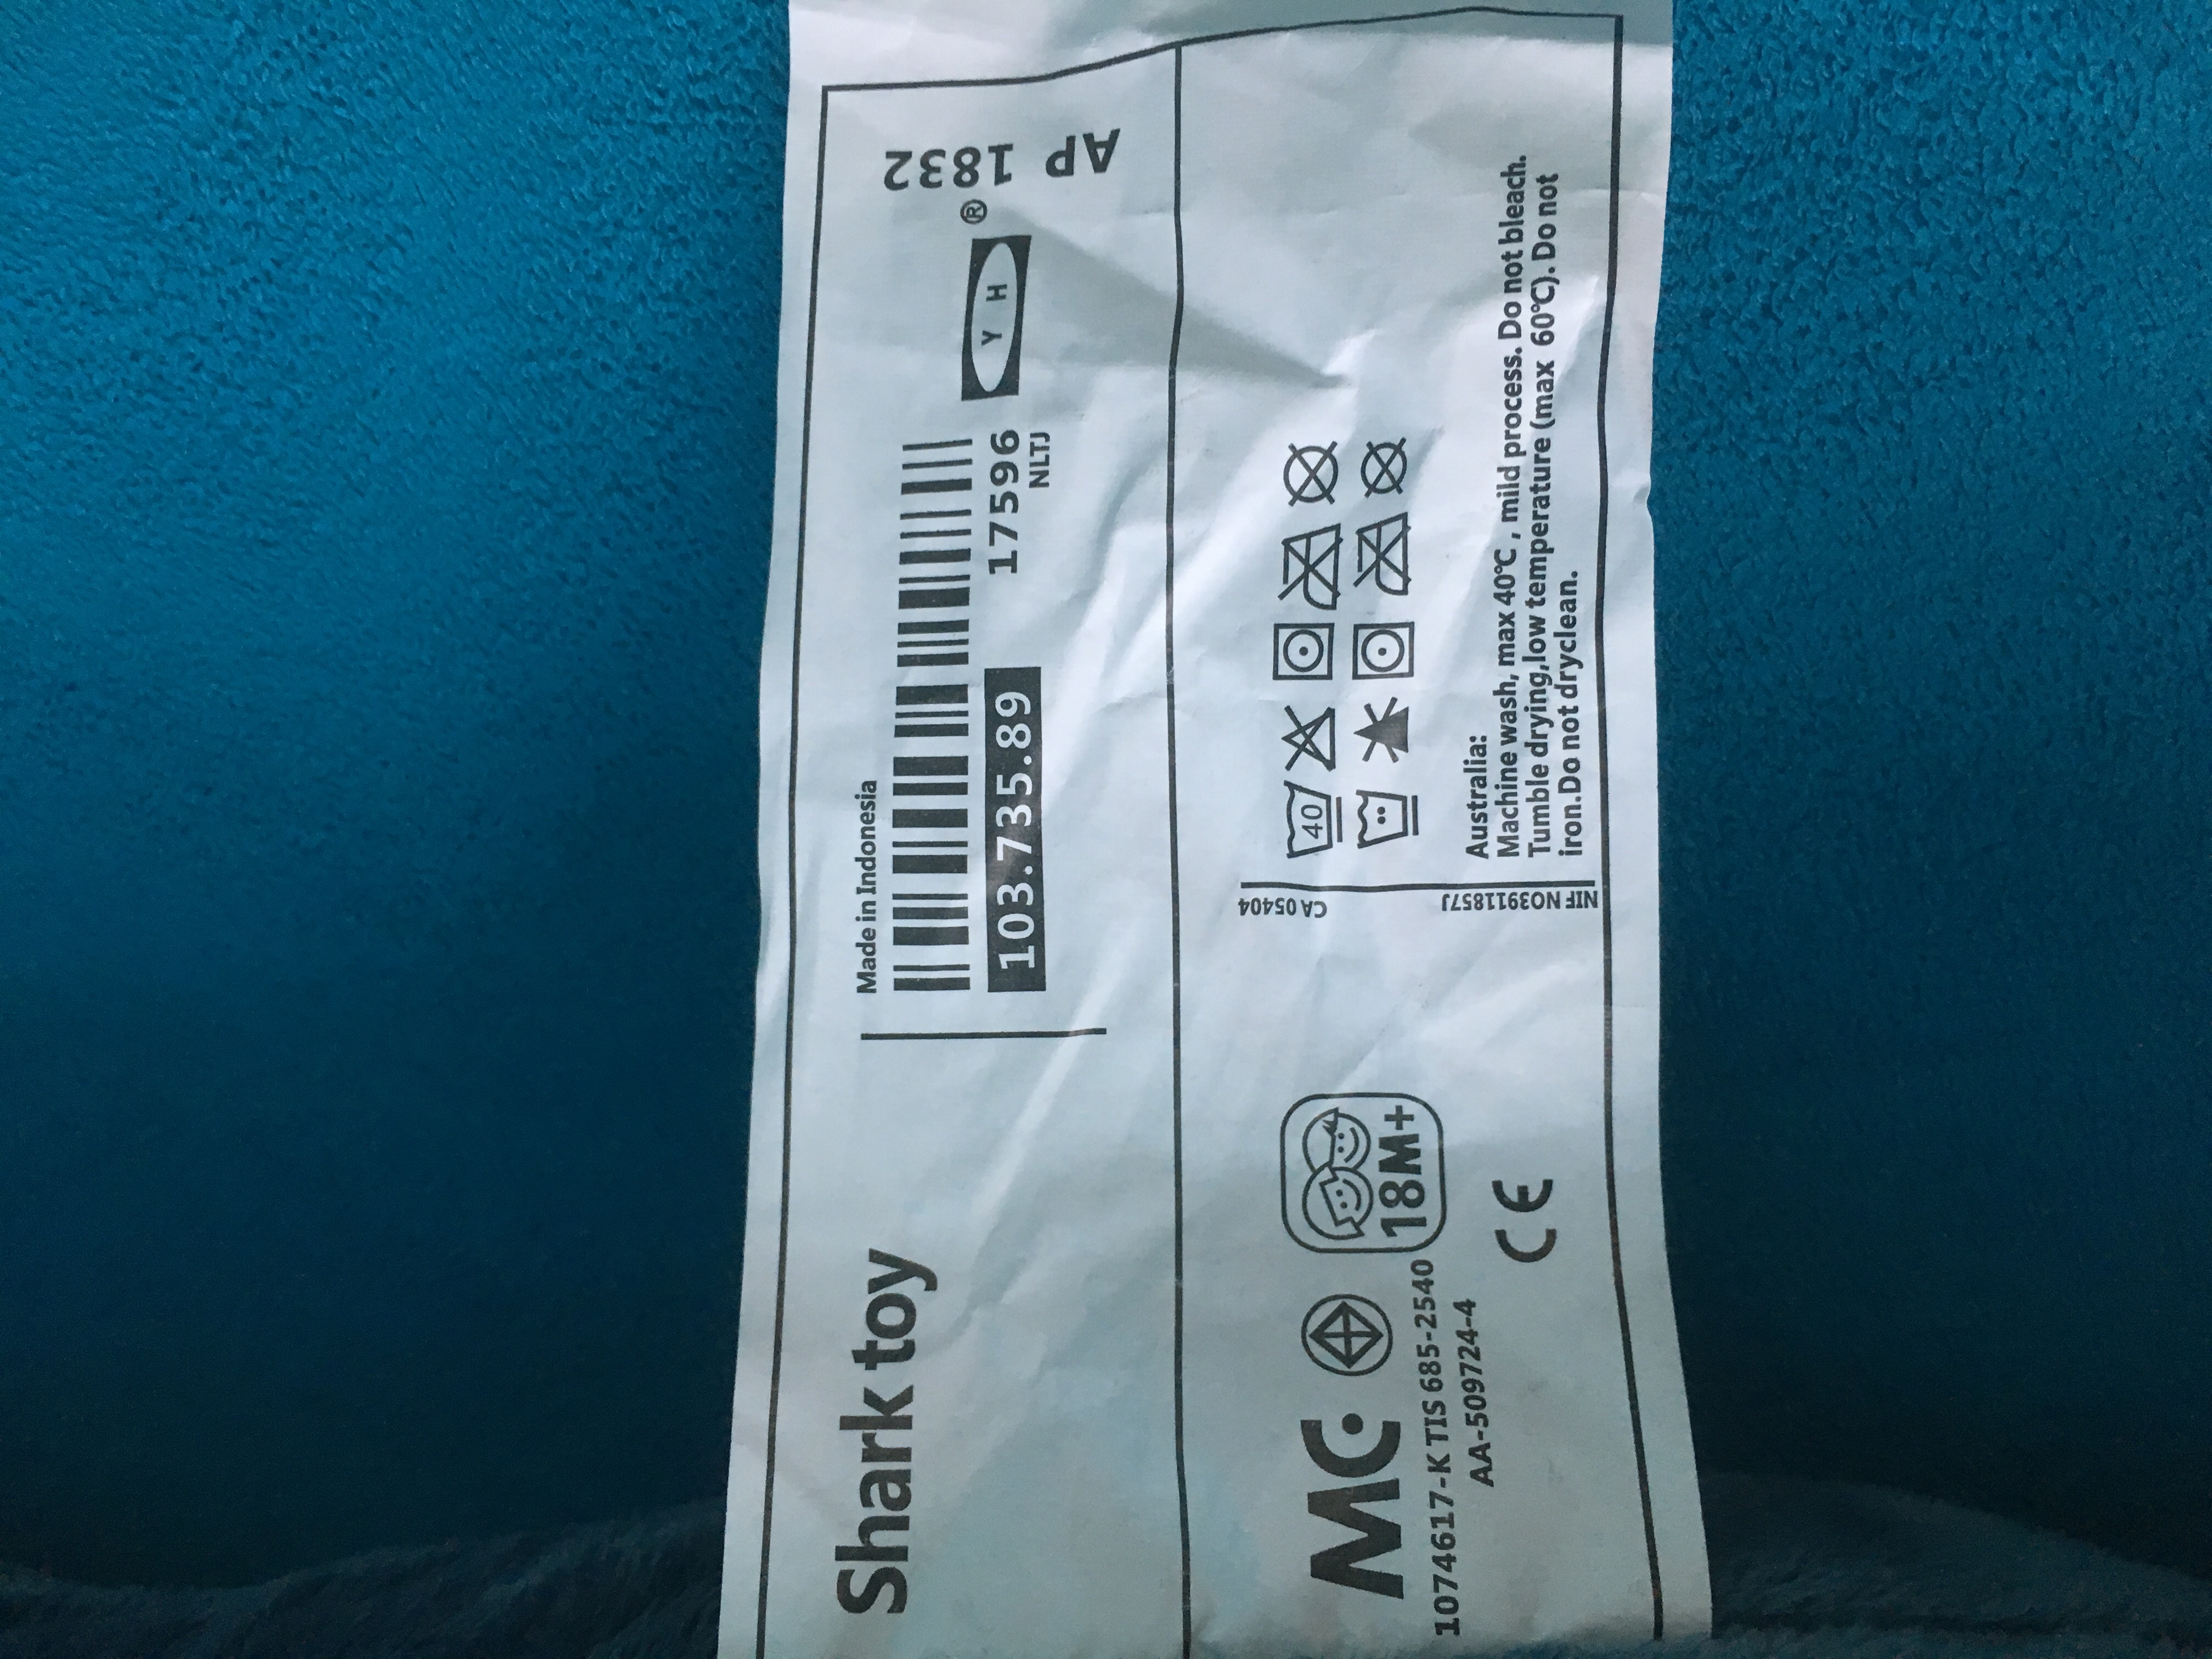 Shark toy
Made in Indonesia
103.735.89
17596
NLTJ
Y H ®
AP 1832
MC
1074617-K TIS 685-2540
AA-509724-4
18M+
CE
CA 05404
NIF NO3911857J
40
Australia:
Machine wash, max 40℃ , mild process. Do not bleach.
Tumble drying,low temperature (max 60℃). Do not
iron.Do not dryclean.